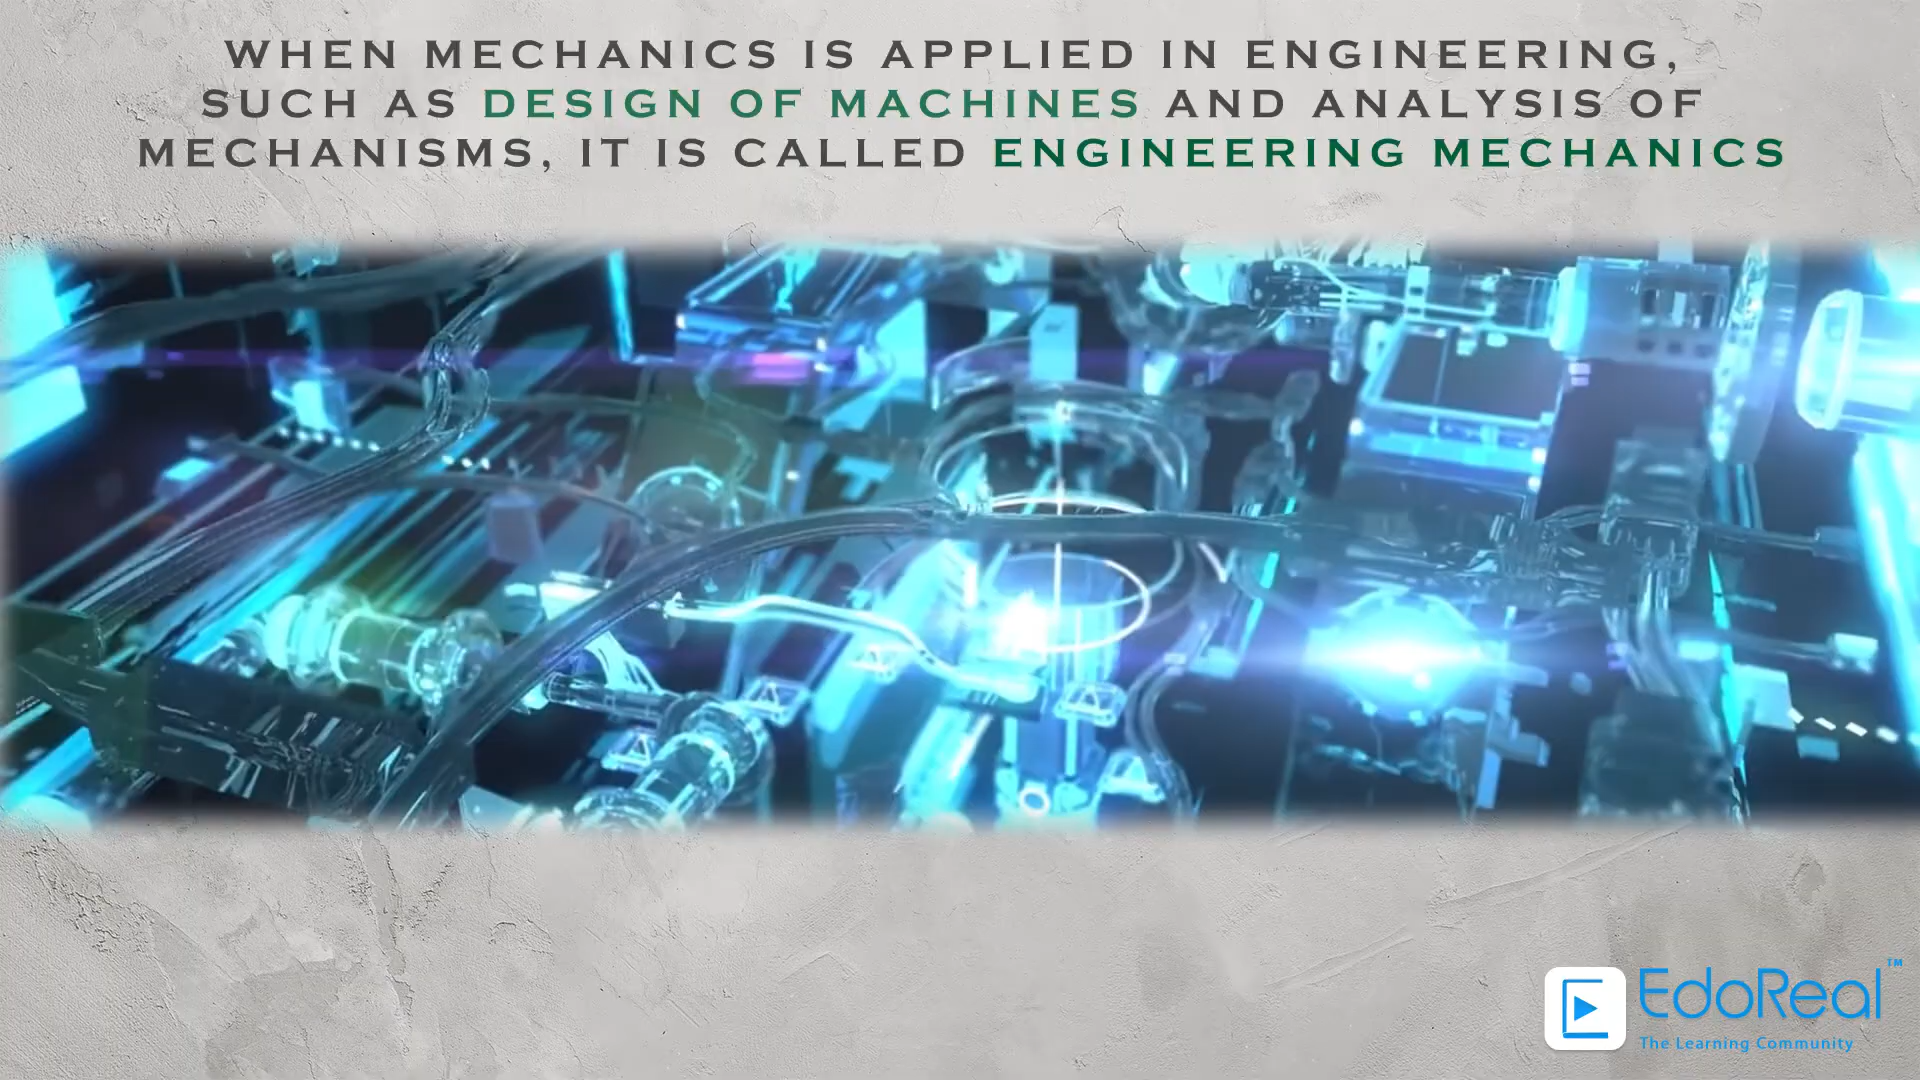 WHEN MECHANICS IS APPLIED IN ENGINEERING,
SUCH AS DESIGN OF MACHINES AND ANALYSIS OF
MECHANISMS, IT IS CALLED ENGINEERING MECHANICS
EdoReal™
The Learning Community